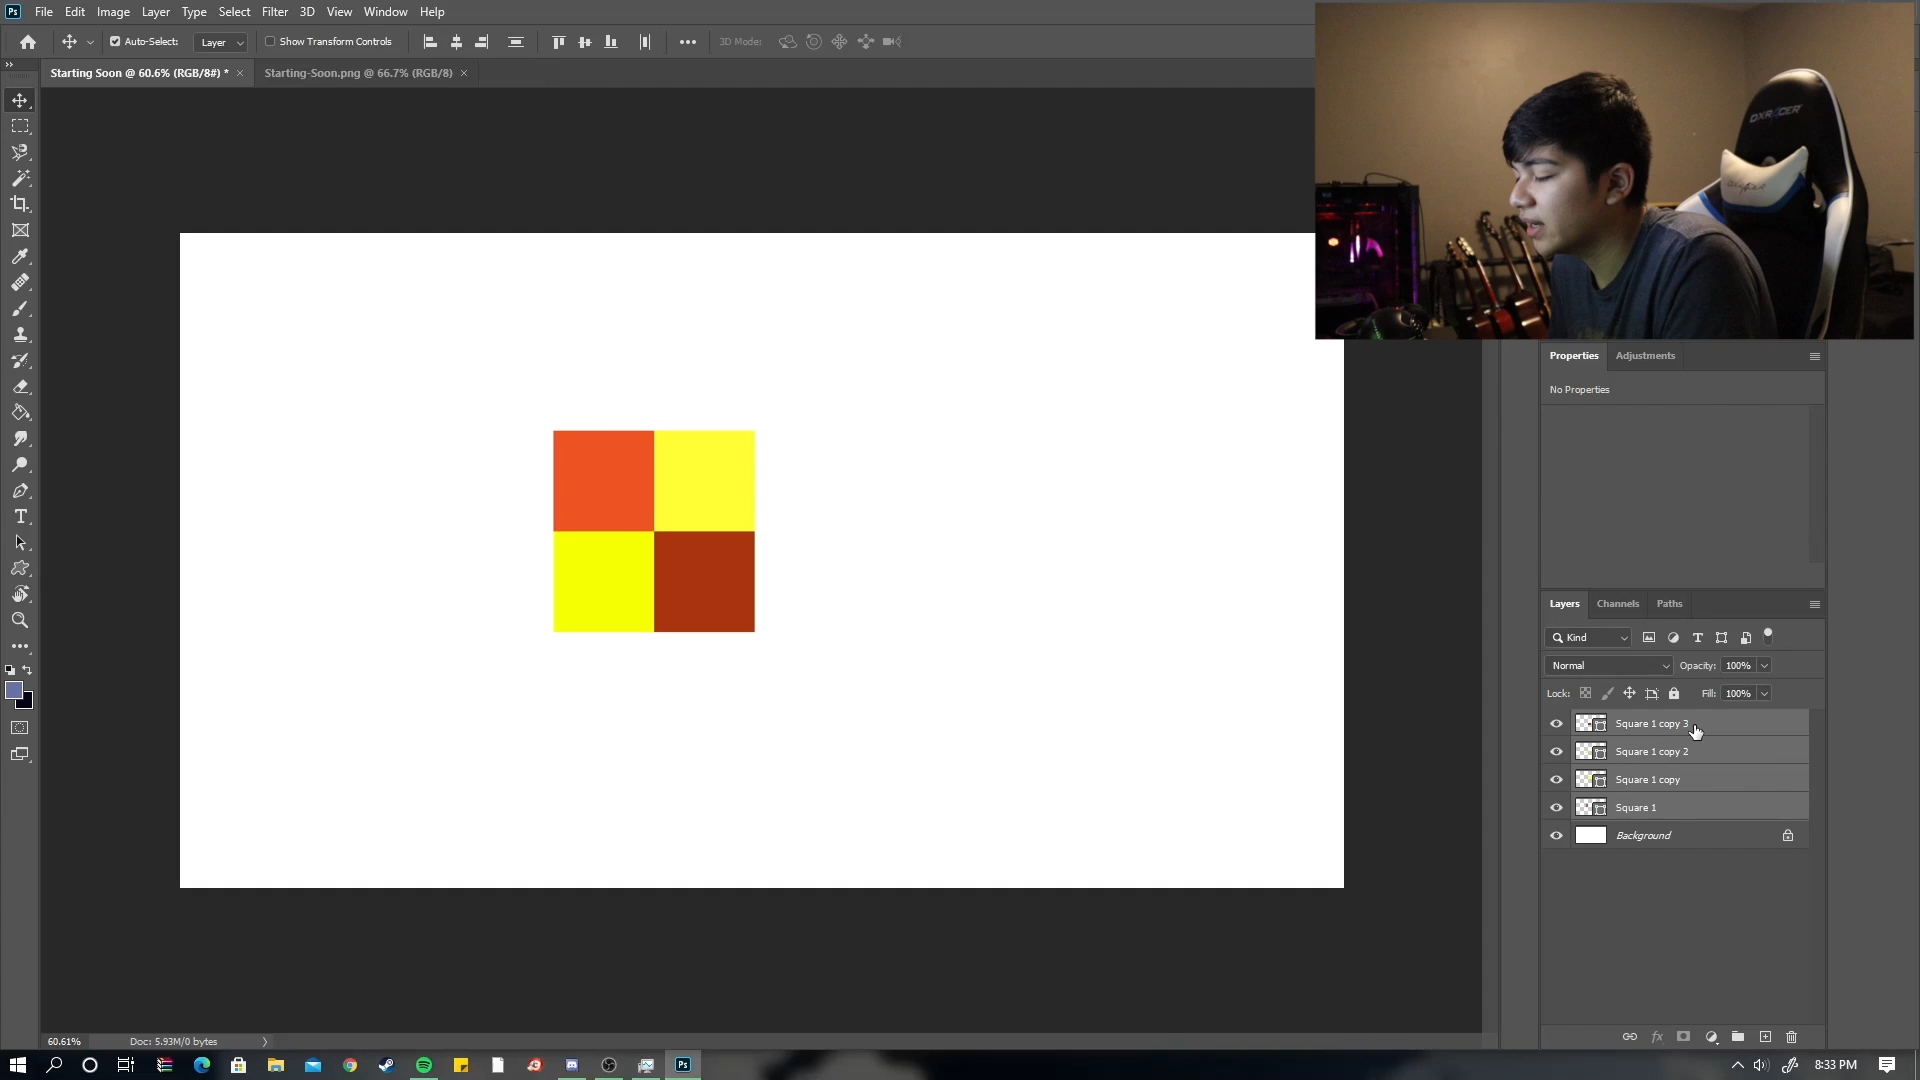 Ps File Edit Image Layer Type Select Filter 3D View Window Help
Auto-Select: Layer Show Transform Controls 3D Mode:
Starting Soon @ 60.6% (RGB/8#) * × Starting-Soon.png @ 66.7% (RGB/8) ×
DXRACER
Properties Adjustments
No Properties
Layers Channels Paths
Kind
Normal Opacity: 100%
Lock: Fill: 100%
Square 1 copy 3
Square 1 copy 2
Square 1 copy
Square 1
Background
60.61% Doc: 5.93M/0 bytes
Ps 8:33 PM